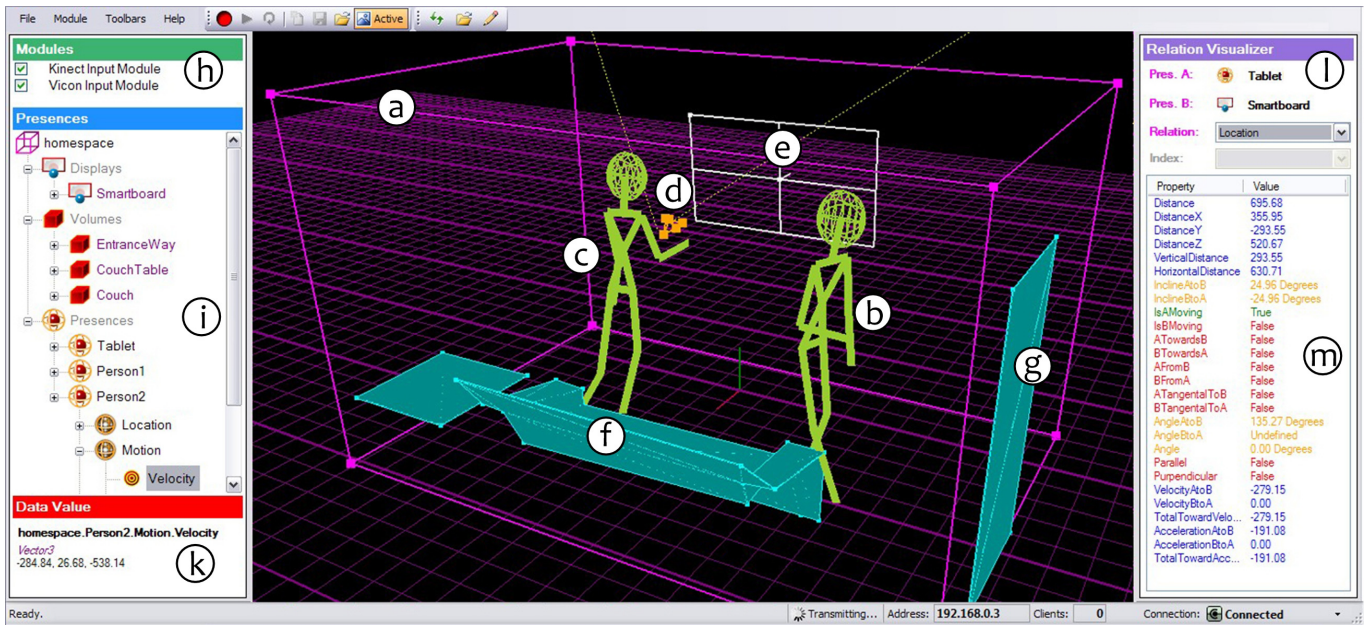 File Module Toolbars Help Active
Modules
h
Kinect Input Module
Vicon Input Module
Presences
homespace
Displays
Smartboard
Volumes
EntranceWay
CouchTable
Couch
i
Presences
Tablet
Person1
Person2
Location
Motion
Velocity
Data Value
homespace.Person2.Motion.Velocity
Vector3
-284.84, 26.68, -538.14
k
a
e
d
c
b
g
f
Relation Visualizer
l
Pres. A: Tablet
Pres. B: Smartboard
Relation: Location
Index:
Property Value
Distance 695.68
DistanceX 355.95
DistanceY -293.55
DistanceZ 520.67
VerticalDistance 293.55
HorizontalDistance 630.71
InclineAtoB 24.96 Degrees
InclineBtoA -24.96 Degrees
IsAMoving True
IsBMoving False
ATowardsB False
BTowardsA False
m
AFromB False
BFromA False
ATangentalToB False
BTangentalToA False
AngleAtoB 135.27 Degrees
AngleBtoA Undefined
Angle 0.00 Degrees
Parallel False
Purpendicular False
VelocityAtoB -279.15
VelocityBtoA 0.00
TotalTowardVelo... -279.15
AccelerationAtoB -191.08
AccelerationBtoA 0.00
TotalTowardAcc... -191.08
Ready. Transmitting... Address: 192.168.0.3 Clients: 0 Connection: Connected